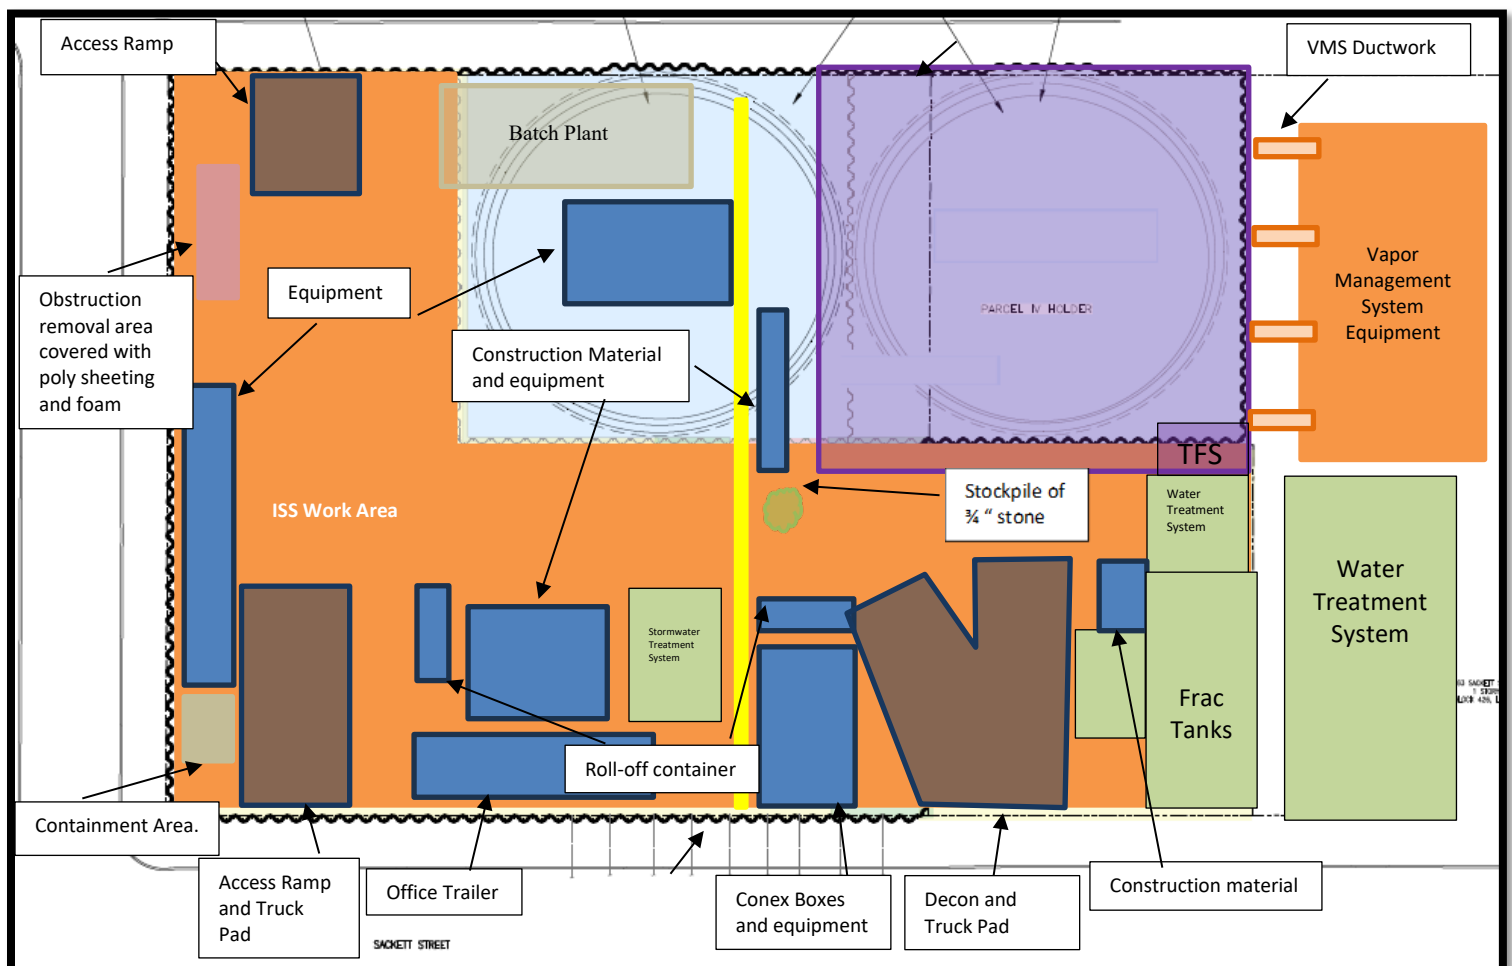 Access Ramp
VMS Ductwork
Batch Plant
Vapor
Management
System
Equipment
Obstruction
removal area
covered with
poly sheeting
and foam
Equipment
PARCEL IV HOLDER
Construction Material
and equipment
TFS
Water
Treatment
System
Stockpile of
¾ “ stone
ISS Work Area
Water
Treatment
System
Stormwater
Treatment
System
Frac
Tanks
Roll-off container
Containment Area.
Access Ramp
and Truck
Pad
Office Trailer
Conex Boxes
and equipment
Decon and
Truck Pad
Construction material
SACKETT STREET
SACKETT